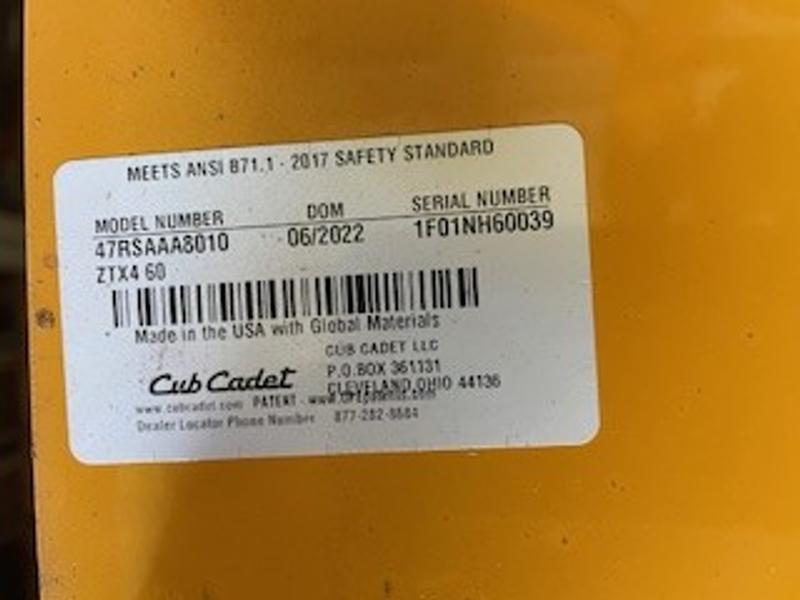 MEETS ANSI B71.1 - 2017 SAFETY STANDARD
MODEL NUMBER DOM SERIAL NUMBER
47RSAAA8010 06/2022 1F01NH60039
ZTX4 60
Made in the USA with Global Materials
CUB CADET LLC
P.O.BOX 361131
Cub Cadet CLEVELAND,OHIO 44136
www.cubcadet.com PATENT - www.
Dealer Locator Phone Number 877-282-8684